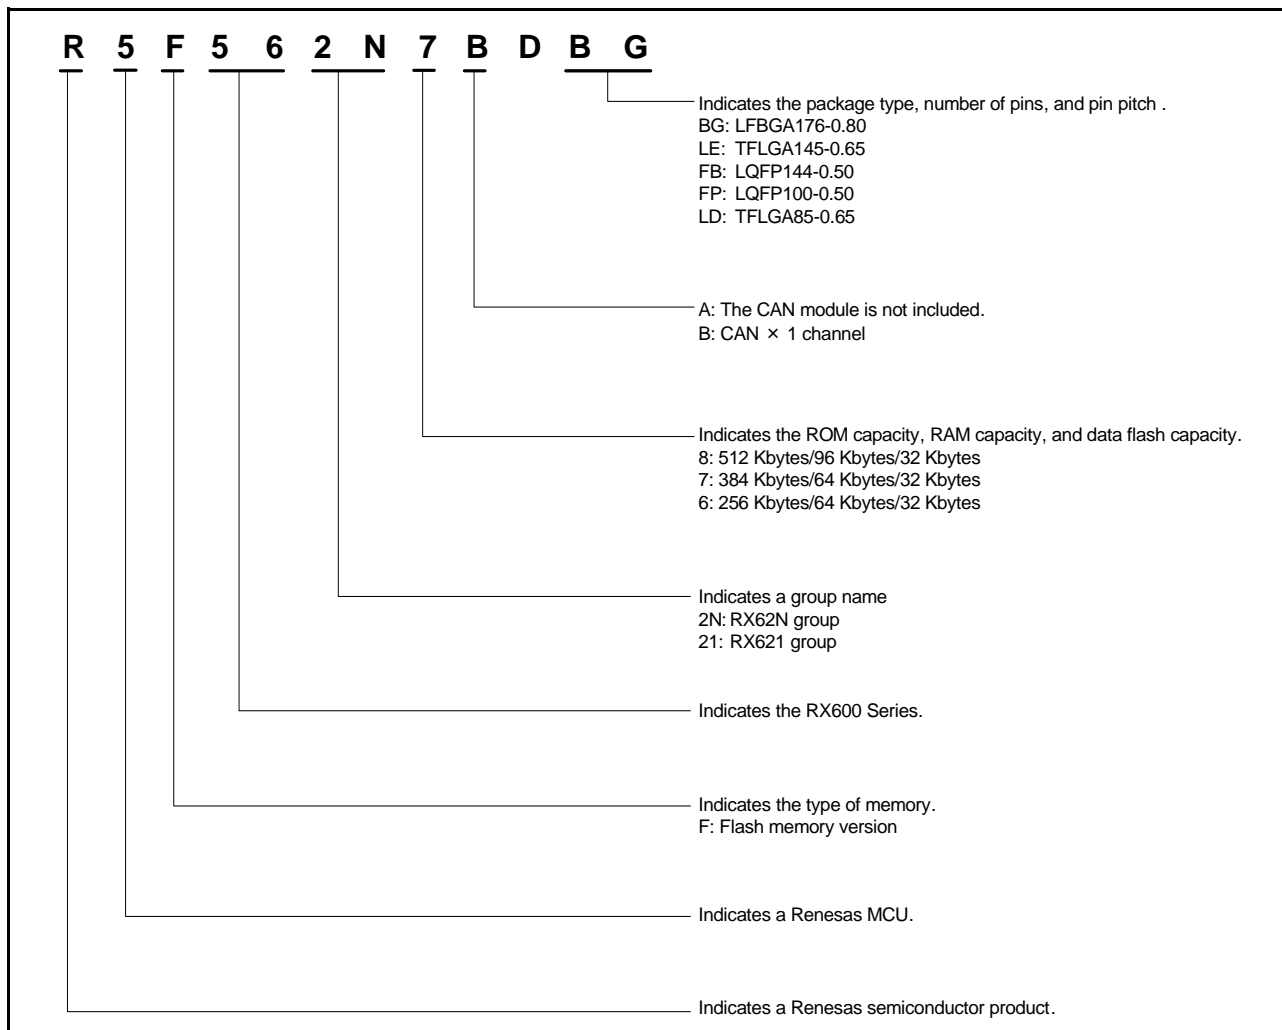 R 5 F 5 6 2 N 7 B D B G
Indicates the package type, number of pins, and pin pitch .
BG: LFBGA176-0.80
LE: TFLGA145-0.65
FB: LQFP144-0.50
FP: LQFP100-0.50
LD: TFLGA85-0.65
A: The CAN module is not included.
B: CAN × 1 channel
Indicates the ROM capacity, RAM capacity, and data flash capacity.
8: 512 Kbytes/96 Kbytes/32 Kbytes
7: 384 Kbytes/64 Kbytes/32 Kbytes
6: 256 Kbytes/64 Kbytes/32 Kbytes
Indicates a group name
2N: RX62N group
21: RX621 group
Indicates the RX600 Series.
Indicates the type of memory.
F: Flash memory version
Indicates a Renesas MCU.
Indicates a Renesas semiconductor product.